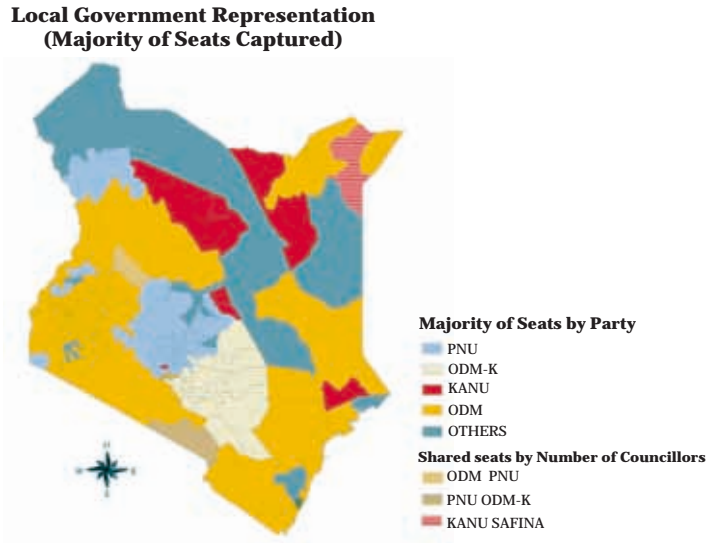 Local Government Representation
(Majority of Seats Captured)
Majority of Seats by Party
PNU
ODM-K
KANU
ODM
OTHERS
Shared seats by Number of Councillors
ODM PNU
PNU ODM-K
KANU SAFINA